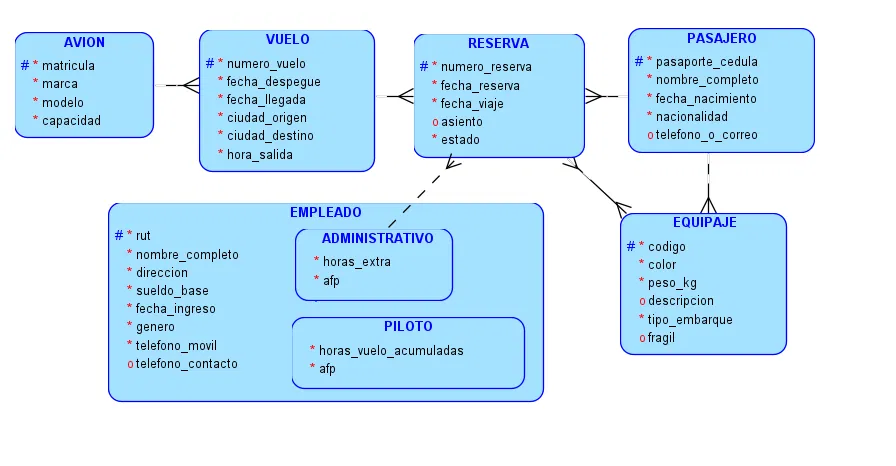 AVION
# * matricula
* marca
* modelo
* capacidad
VUELO
# * numero_vuelo
* fecha_despegue
* fecha_llegada
* ciudad_origen
* ciudad_destino
* hora_salida
RESERVA
# * numero_reserva
* fecha_reserva
* fecha_viaje
o asiento
* estado
PASAJERO
# * pasaporte_cedula
* nombre_completo
* fecha_nacimiento
* nacionalidad
o telefono_o_correo
EMPLEADO
# * rut
* nombre_completo
* direccion
* sueldo_base
* fecha_ingreso
* genero
* telefono_movil
o telefono_contacto
ADMINISTRATIVO
* horas_extra
* afp
PILOTO
* horas_vuelo_acumuladas
* afp
EQUIPAJE
# * codigo
* color
* peso_kg
o descripcion
* tipo_embarque
o fragil